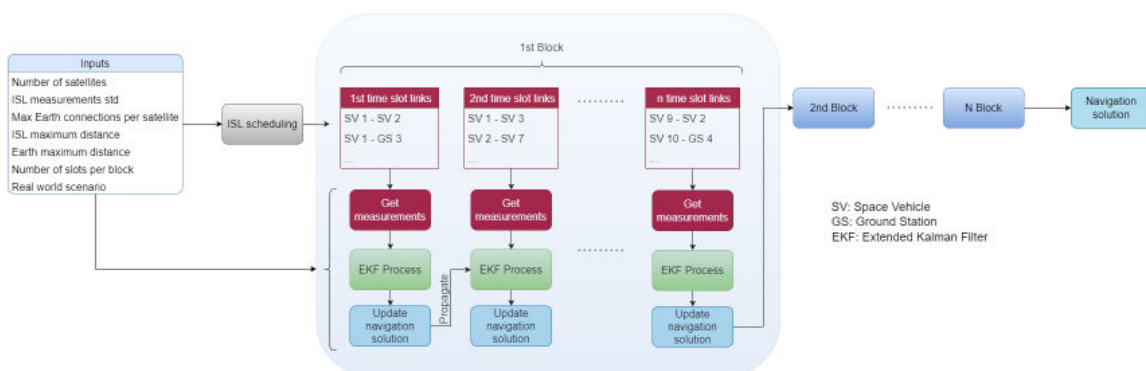 Inputs
Number of satellites
ISL measurements std
Max Earth connections per satellite
ISL maximum distance
Earth maximum distance
Number of slots per block
Real world scenario
ISL scheduling
1st Block
1st time slot links
SV 1 - SV 2
SV 1 - GS 3
...
2nd time slot links
SV 1 - SV 3
SV 2 - SV 7
...
.........
n time slot links
SV 9 - SV 2
SV 10 - GS 4
...
Get
measurements
Get
measurements
.........
Get
measurements
EKF Process
Propagate
EKF Process
EKF Process
Update
navigation
solution
Update
navigation
solution
Update
navigation
solution
2nd Block
.........
N Block
Navigation
solution
SV: Space Vehicle
GS: Ground Station
EKF: Extended Kalman Filter